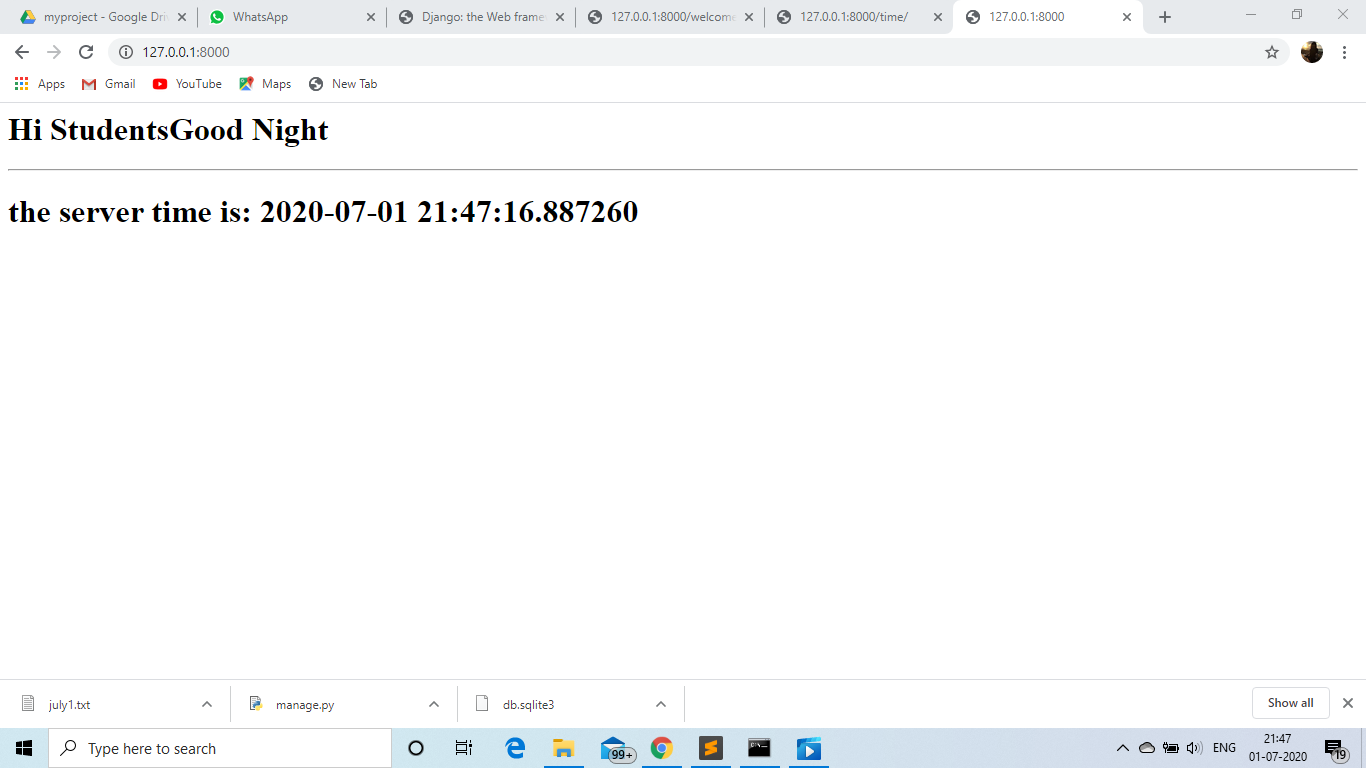 myproject - Google Dri
WhatsApp
Django: the Web frame
127.0.0.1:8000/welcome
127.0.0.1:8000/time/
127.0.0.1:8000
127.0.0.1:8000
Apps
Gmail
YouTube
Maps
New Tab
Hi StudentsGood Night
the server time is: 2020-07-01 21:47:16.887260
july1.txt
manage.py
db.sqlite3
Show all
Type here to search
99+
ENG
21:47
01-07-2020
19